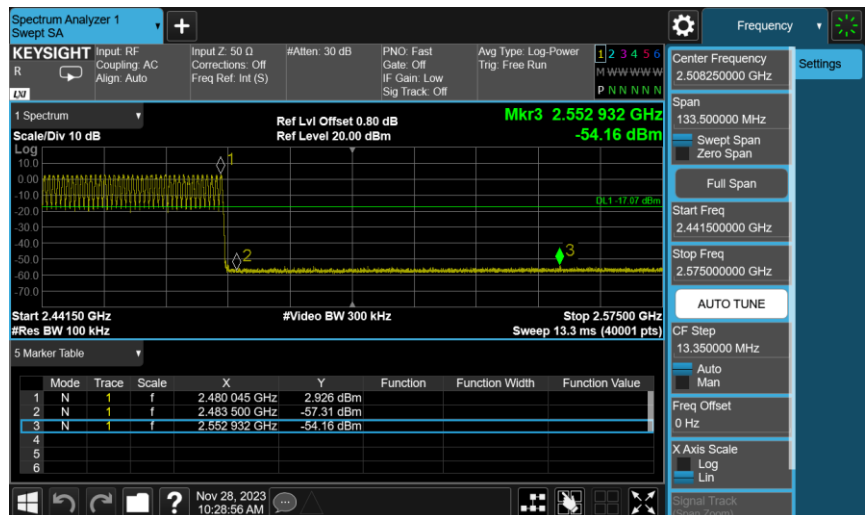 Spectrum Analyzer 1
Swept SA
+
Frequency
KEYSIGHT
R
LXI
Input: RF
Coupling: AC
Align: Auto
Input Z: 50 Ω
Corrections: Off
Freq Ref: Int (S)
#Atten: 30 dB
PNO: Fast
Gate: Off
IF Gain: Low
Sig Track: Off
Avg Type: Log-Power
Trig: Free Run
1 2 3 4 5 6
M W W W W W
P N N N N N
1 Spectrum
Scale/Div 10 dB
Ref Lvl Offset 0.80 dB
Ref Level 20.00 dBm
Mkr3 2.552 932 GHz
-54.16 dBm
Log
10.0
0.00
-10.0
-20.0
-30.0
-40.0
-50.0
-60.0
-70.0
1
2
3
DL1 -17.07 dBm
Start 2.44150 GHz
#Res BW 100 kHz
#Video BW 300 kHz
Stop 2.57500 GHz
Sweep 13.3 ms (40001 pts)
5 Marker Table
Mode Trace Scale X Y Function Function Width Function Value
1 N 1 f 2.480 045 GHz 2.926 dBm
2 N 1 f 2.483 500 GHz -57.31 dBm
3 N 1 f 2.552 932 GHz -54.16 dBm
4
5
6
?
Nov 28, 2023
10:28:56 AM
Center Frequency
2.508250000 GHz
Span
133.500000 MHz
Swept Span
Zero Span
Full Span
Start Freq
2.441500000 GHz
Stop Freq
2.575000000 GHz
AUTO TUNE
CF Step
13.350000 MHz
Auto
Man
Freq Offset
0 Hz
X Axis Scale
Log
Lin
Signal Track
(Span Zoom)
Settings